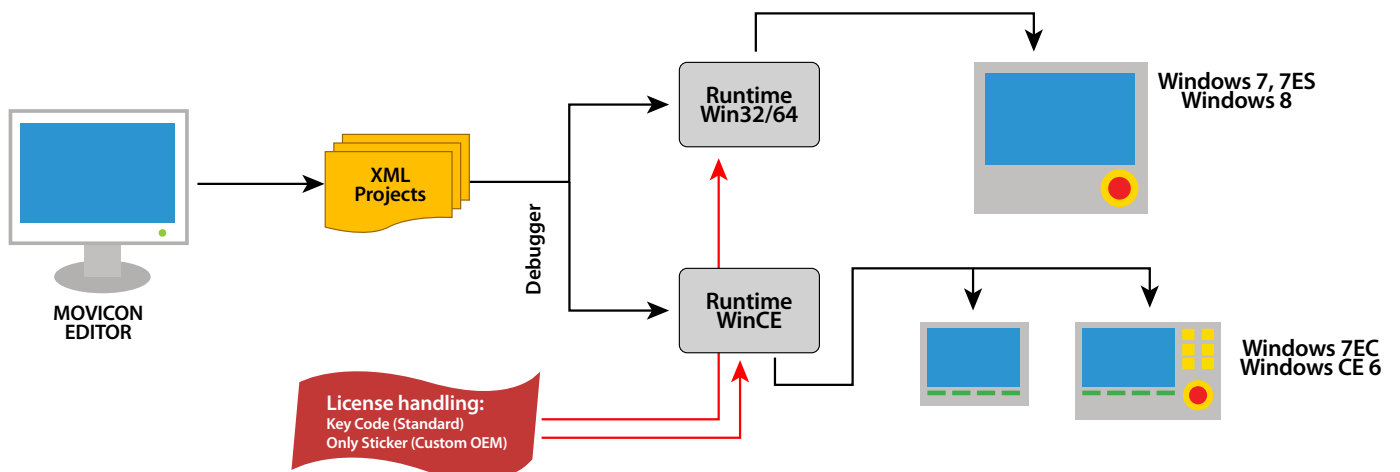 MOVICON
EDITOR
XML
Projects
Debugger
Runtime
Win32/64
Runtime
WinCE
Windows 7, 7ES
Windows 8
Windows 7EC
Windows CE 6
License handling:
Key Code (Standard)
Only Sticker (Custom OEM)